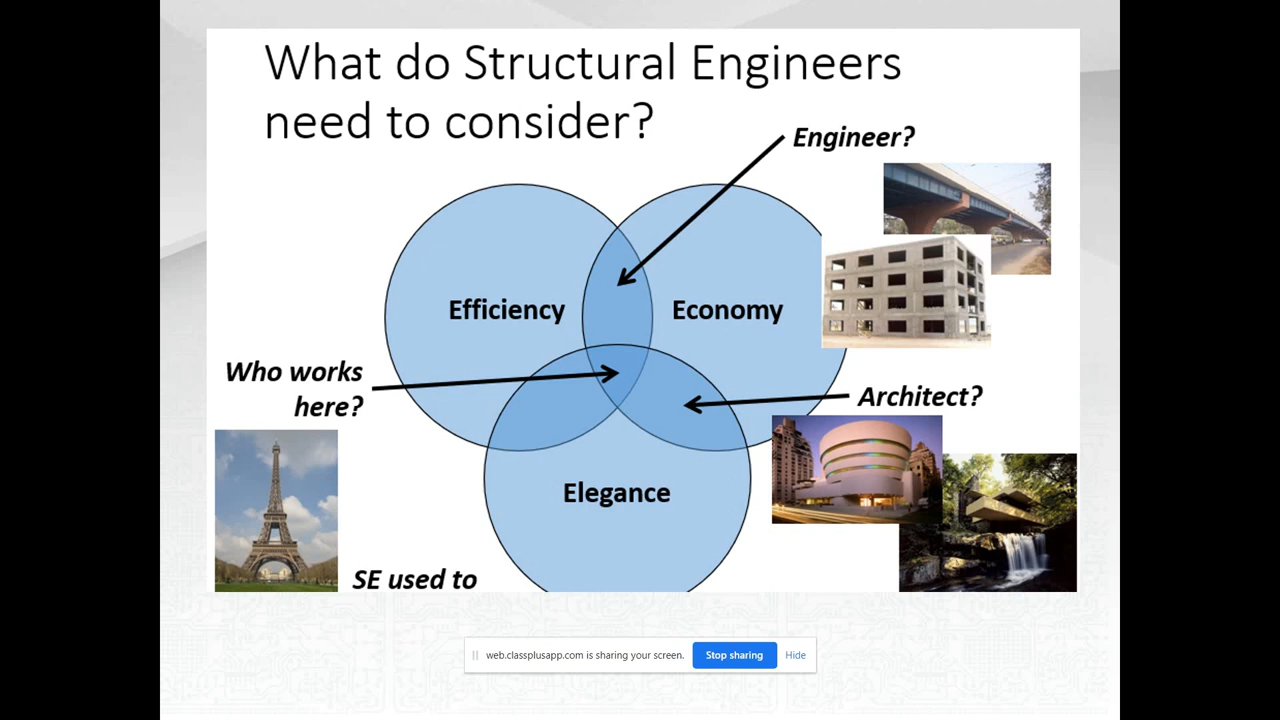 What do Structural Engineers
need to consider?
Engineer?
Efficiency
Economy
Who works
here?
Architect?
Elegance
SE used to
web.classplusapp.com is sharing your screen.
Stop sharing
Hide